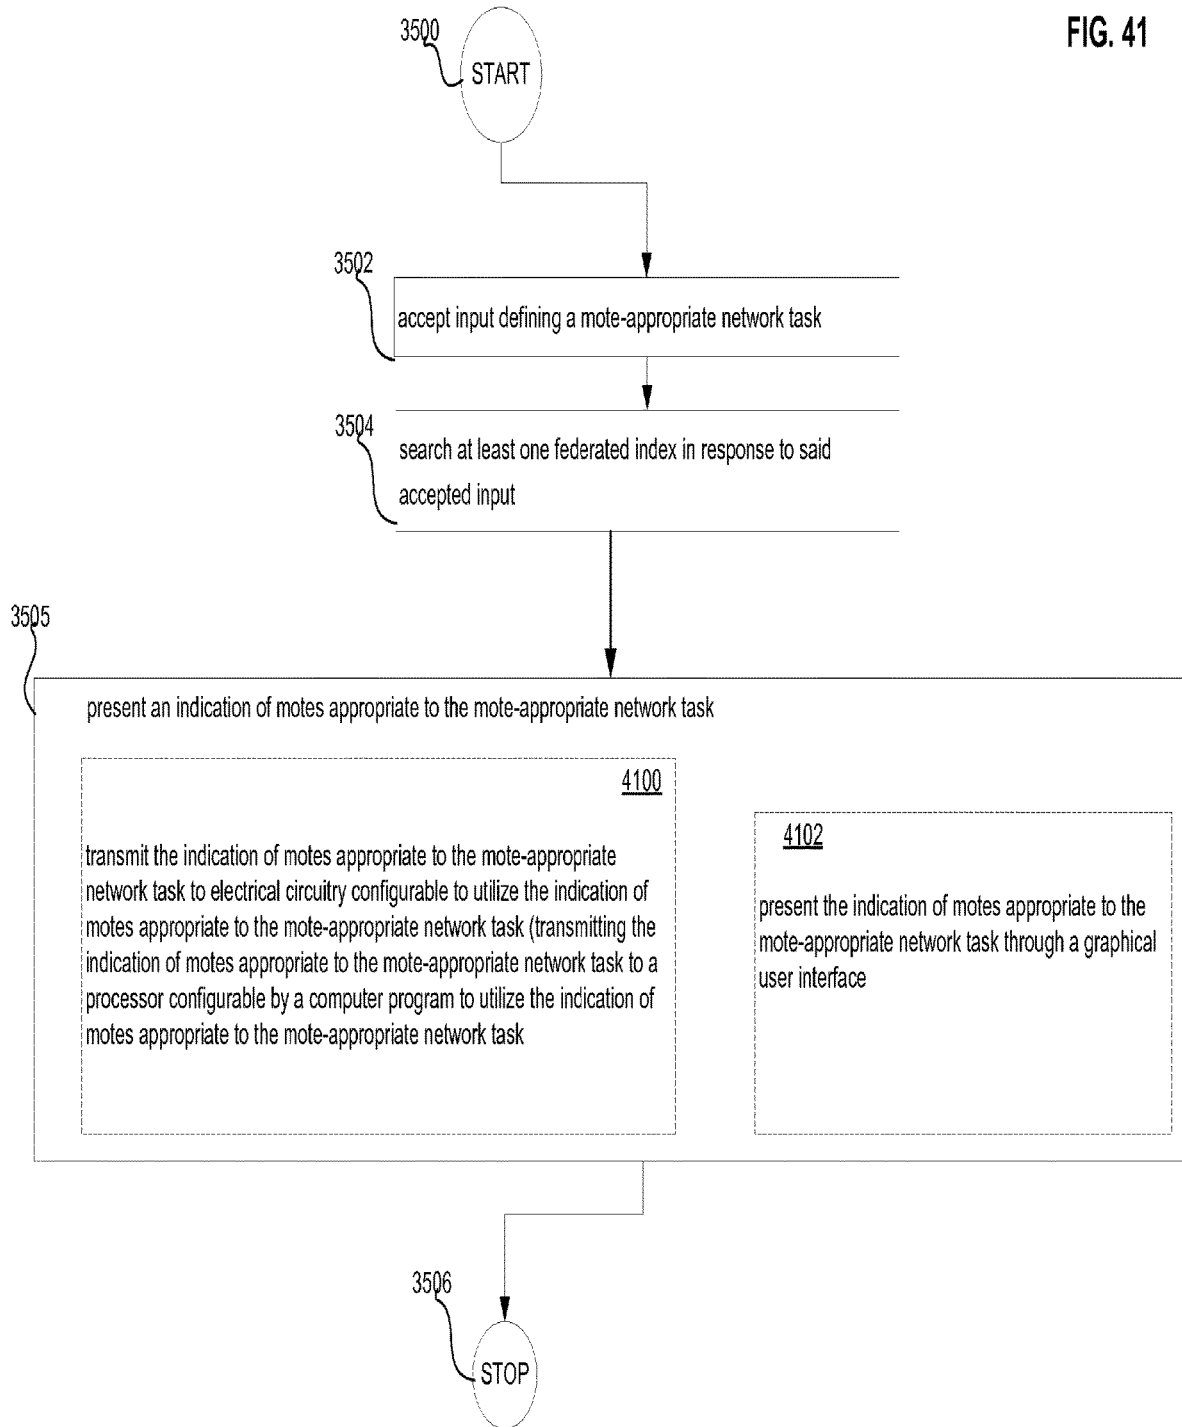 FIG. 41
3500
START
3502
accept input defining a mote-appropriate network task
3504
search at least one federated index in response to said
accepted input
3505
present an indication of motes appropriate to the mote-appropriate network task
4100
transmit the indication of motes appropriate to the mote-appropriate
network task to electrical circuitry configurable to utilize the indication of
motes appropriate to the mote-appropriate network task (transmitting the
indication of motes appropriate to the mote-appropriate network task to a
processor configurable by a computer program to utilize the indication of
motes appropriate to the mote-appropriate network task
4102
present the indication of motes appropriate to the
mote-appropriate network task through a graphical
user interface
3506
STOP